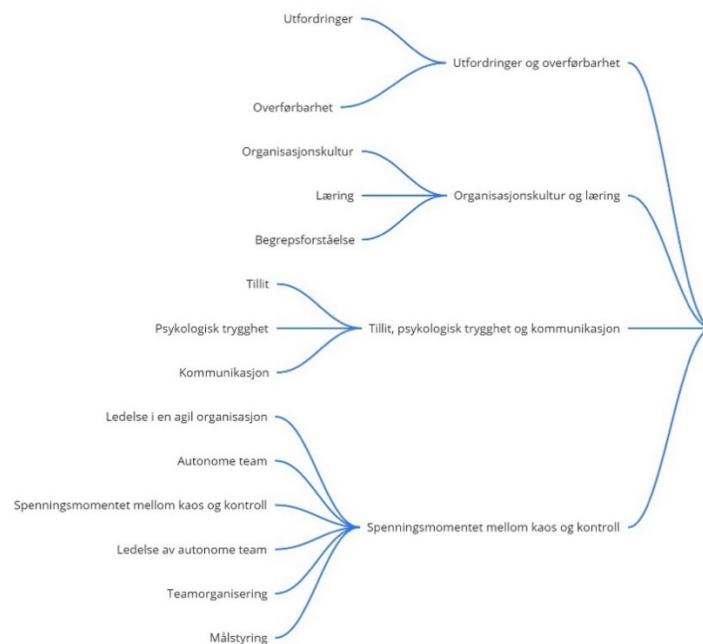 Utfordringer
Utfordringer og overførbarhet
Overførbarhet
Organisasjonskultur
Læring
Organisasjonskultur og læring
Begrepsforståelse
Tillit
Psykologisk trygghet
Tillit, psykologisk trygghet og kommunikasjon
Kommunikasjon
Ledelse i en agil organisasjon
Autonome team
Spenningsmomentet mellom kaos og kontroll
Spenningsmomentet mellom kaos og kontroll
Ledelse av autonome team
Teamorganisering
Målstyring